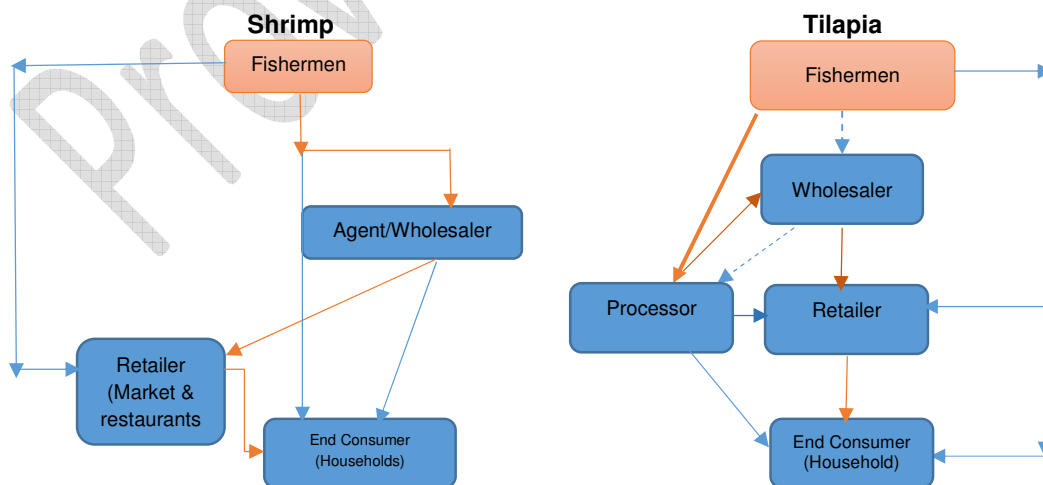 Shrimp
Fishermen
Agent/Wholesaler
Retailer
(Market &
restaurants
End Consumer
(Households)
Tilapia
Fishermen
Wholesaler
Processor
Retailer
End Consumer
(Household)